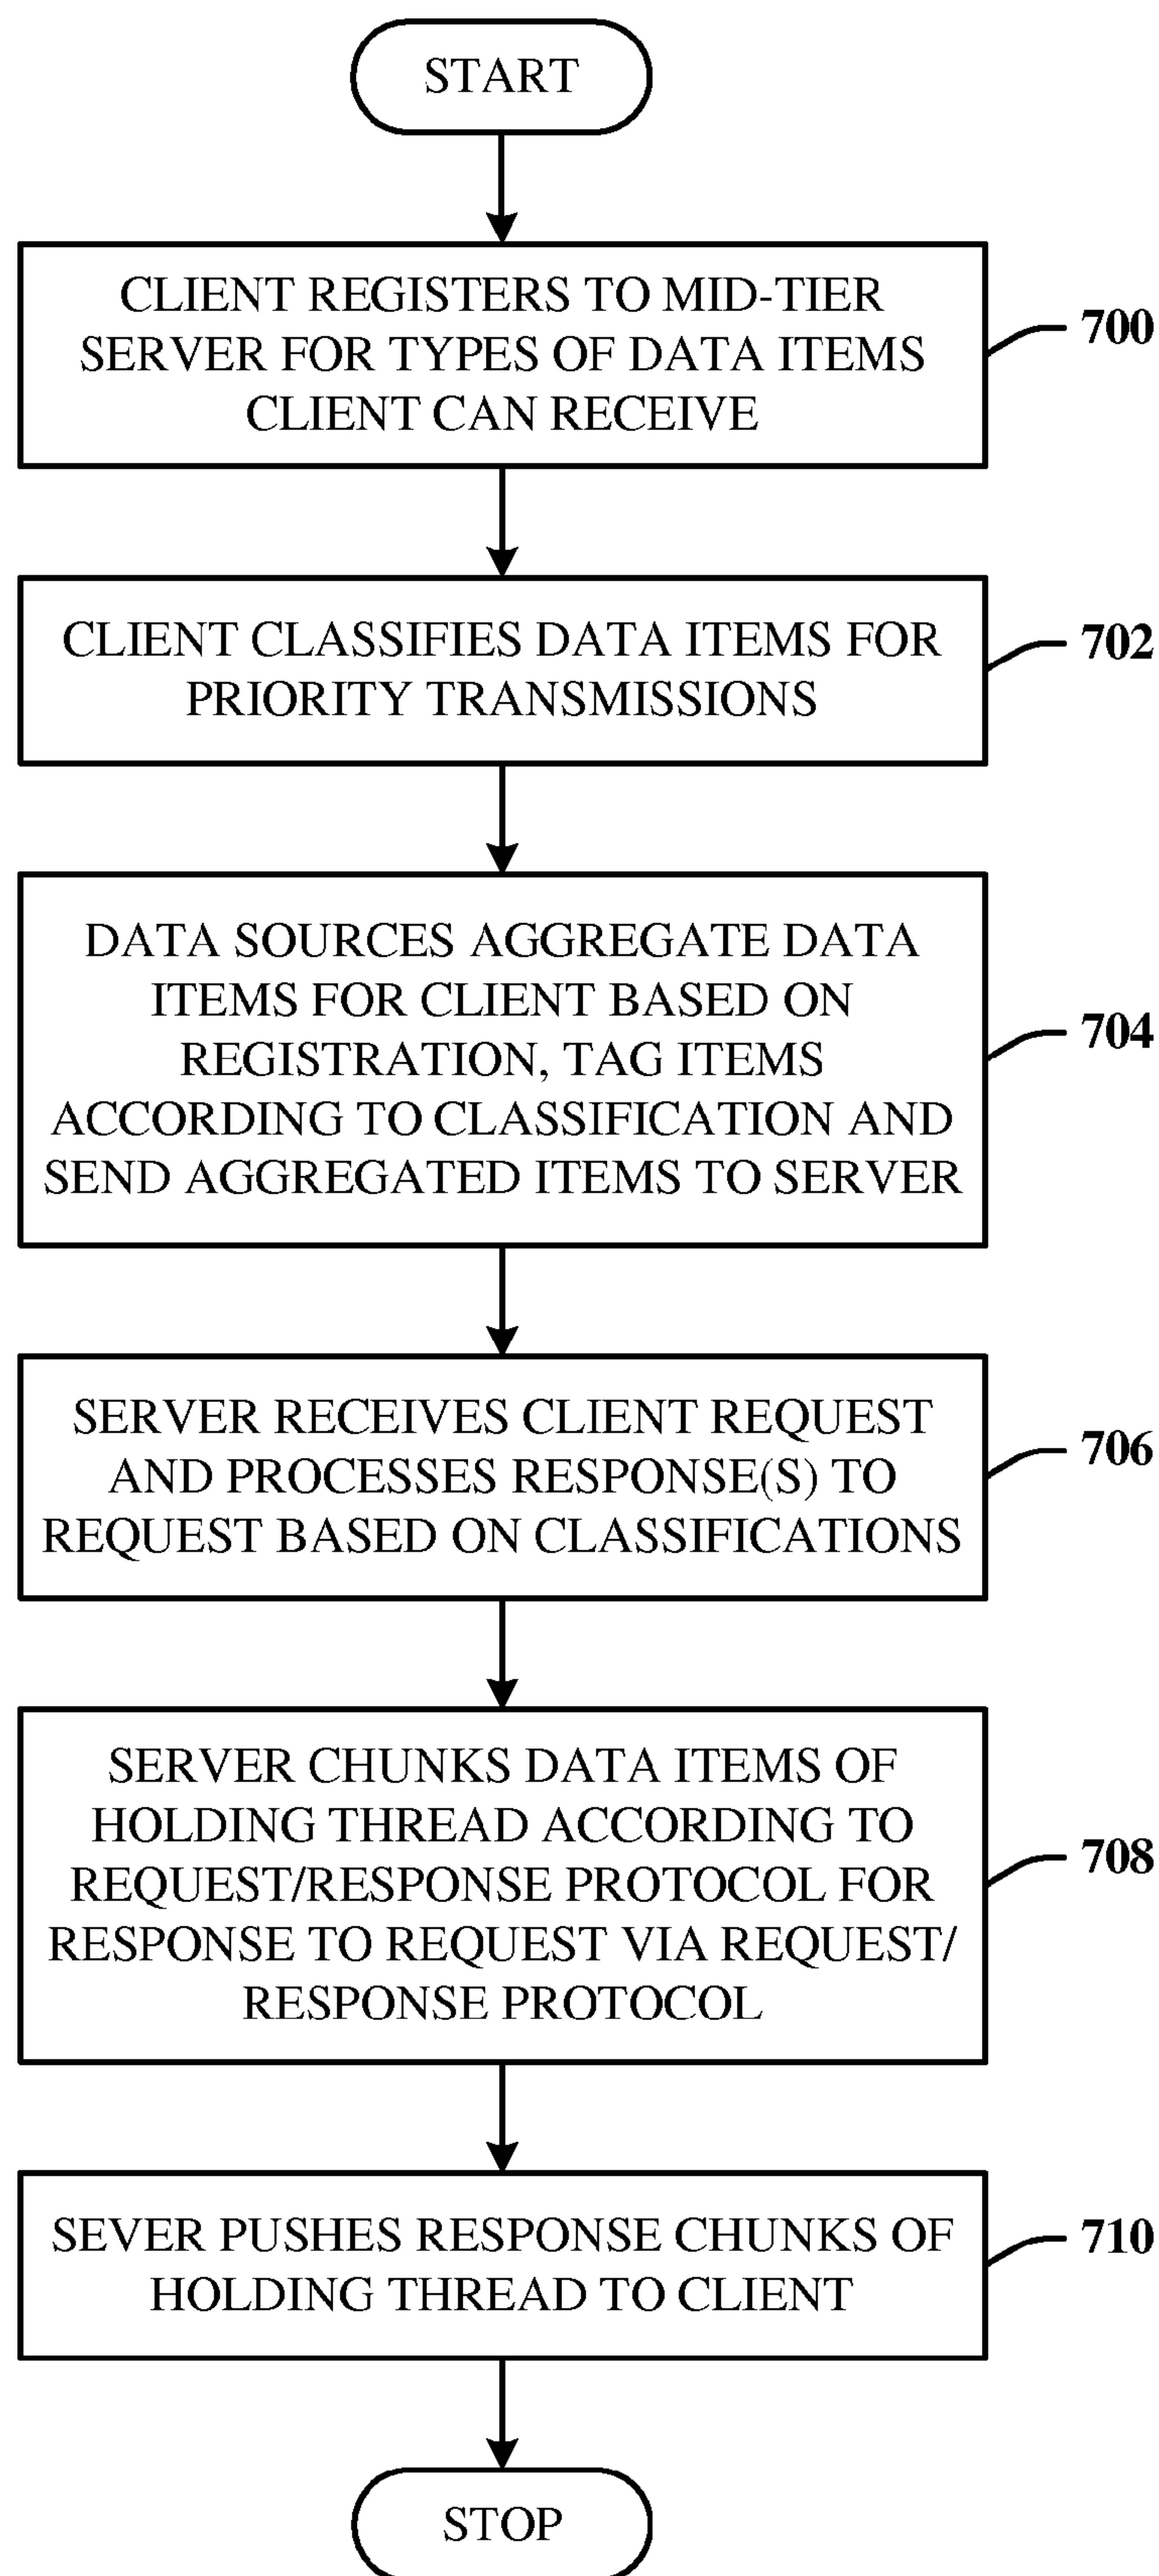 START
CLIENT REGISTERS TO MID-TIER
SERVER FOR TYPES OF DATA ITEMS
CLIENT CAN RECEIVE
700
CLIENT CLASSIFIES DATA ITEMS FOR
PRIORITY TRANSMISSIONS
702
DATA SOURCES AGGREGATE DATA
ITEMS FOR CLIENT BASED ON
REGISTRATION, TAG ITEMS
ACCORDING TO CLASSIFICATION AND
SEND AGGREGATED ITEMS TO SERVER
704
SERVER RECEIVES CLIENT REQUEST
AND PROCESSES RESPONSE(S) TO
REQUEST BASED ON CLASSIFICATIONS
706
SERVER CHUNKS DATA ITEMS OF
HOLDING THREAD ACCORDING TO
REQUEST/RESPONSE PROTOCOL FOR
RESPONSE TO REQUEST VIA REQUEST/
RESPONSE PROTOCOL
708
SEVER PUSHES RESPONSE CHUNKS OF
HOLDING THREAD TO CLIENT
710
STOP